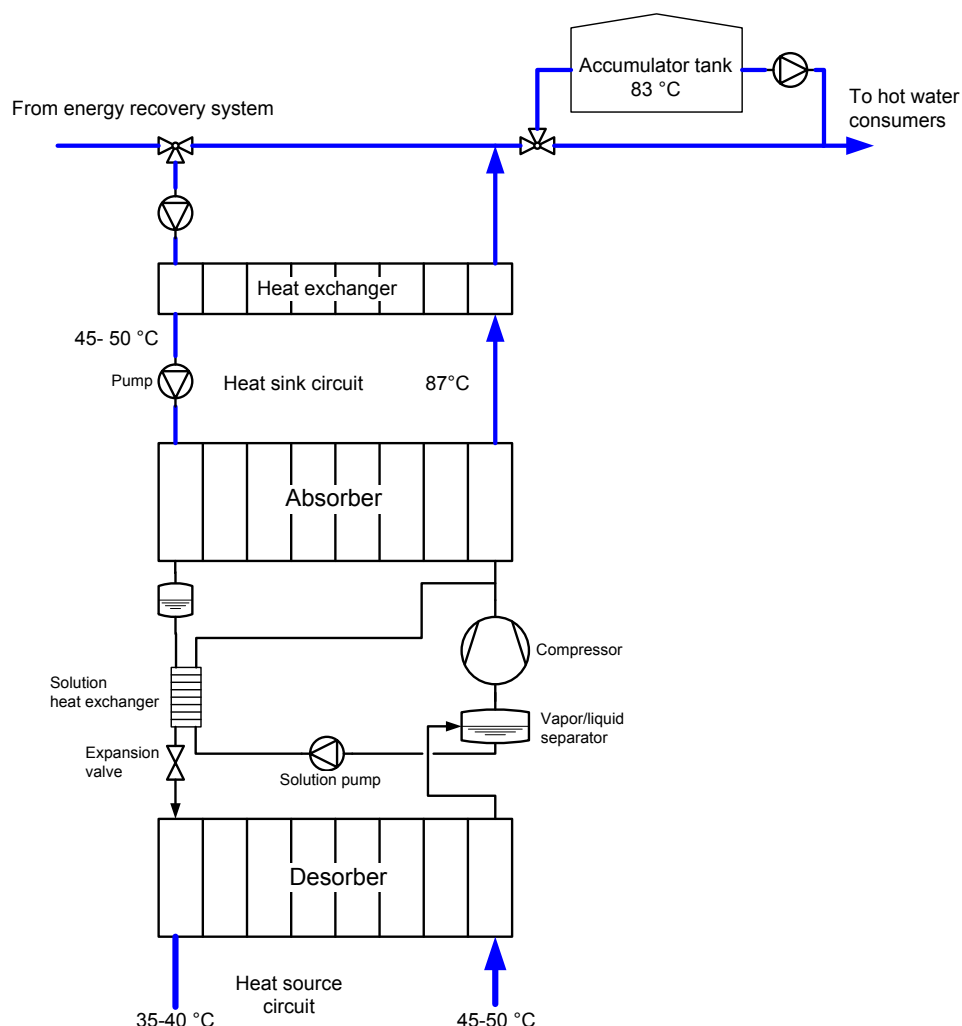 Accumulator tank
83 °C
From energy recovery system
To hot water
consumers
Heat exchanger
45- 50 °C
Pump
Heat sink circuit
87°C
Absorber
Compressor
Solution
heat exchanger
Vapor/liquid
separator
Expansion
valve
Solution pump
Desorber
Heat source
circuit
35-40 °C
45-50 °C